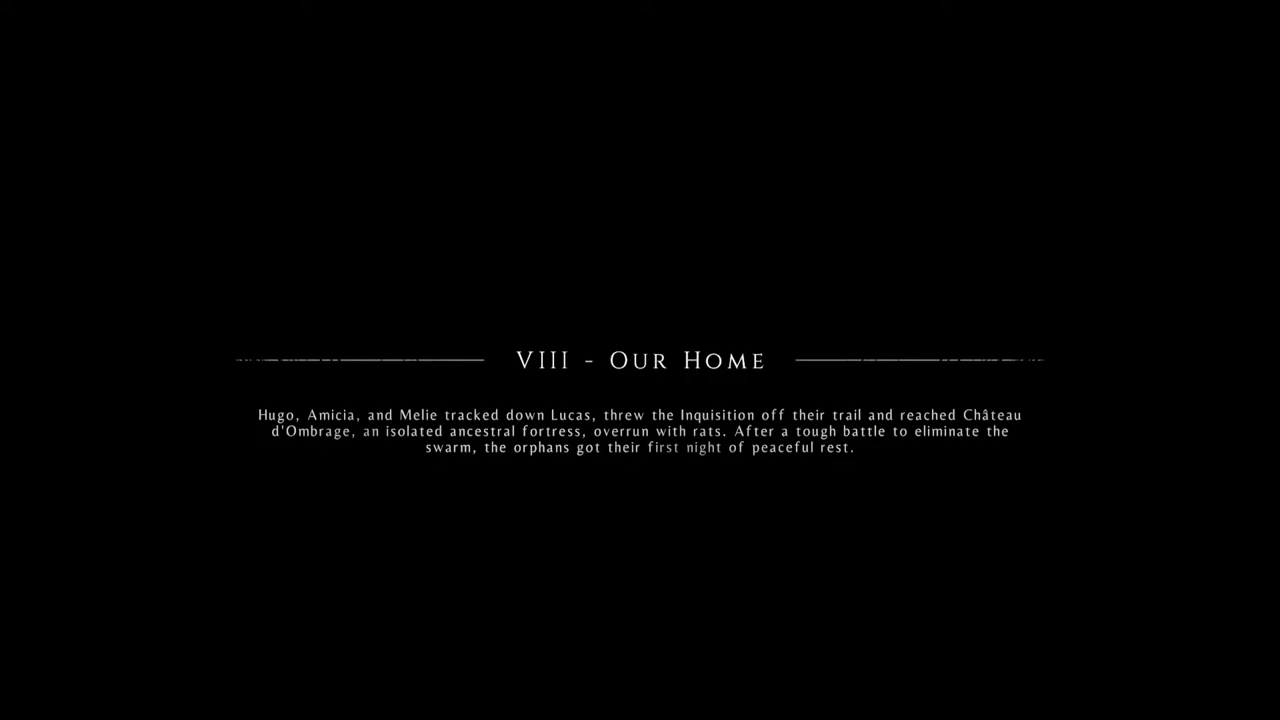 VIII - Our Home
Hugo, Amicia, and Melie tracked down Lucas, threw the Inquisition off their trail and reached Château
d'Ombrage, an isolated ancestral fortress, overrun with rats. After a tough battle to eliminate the
swarm, the orphans got their first night of peaceful rest.